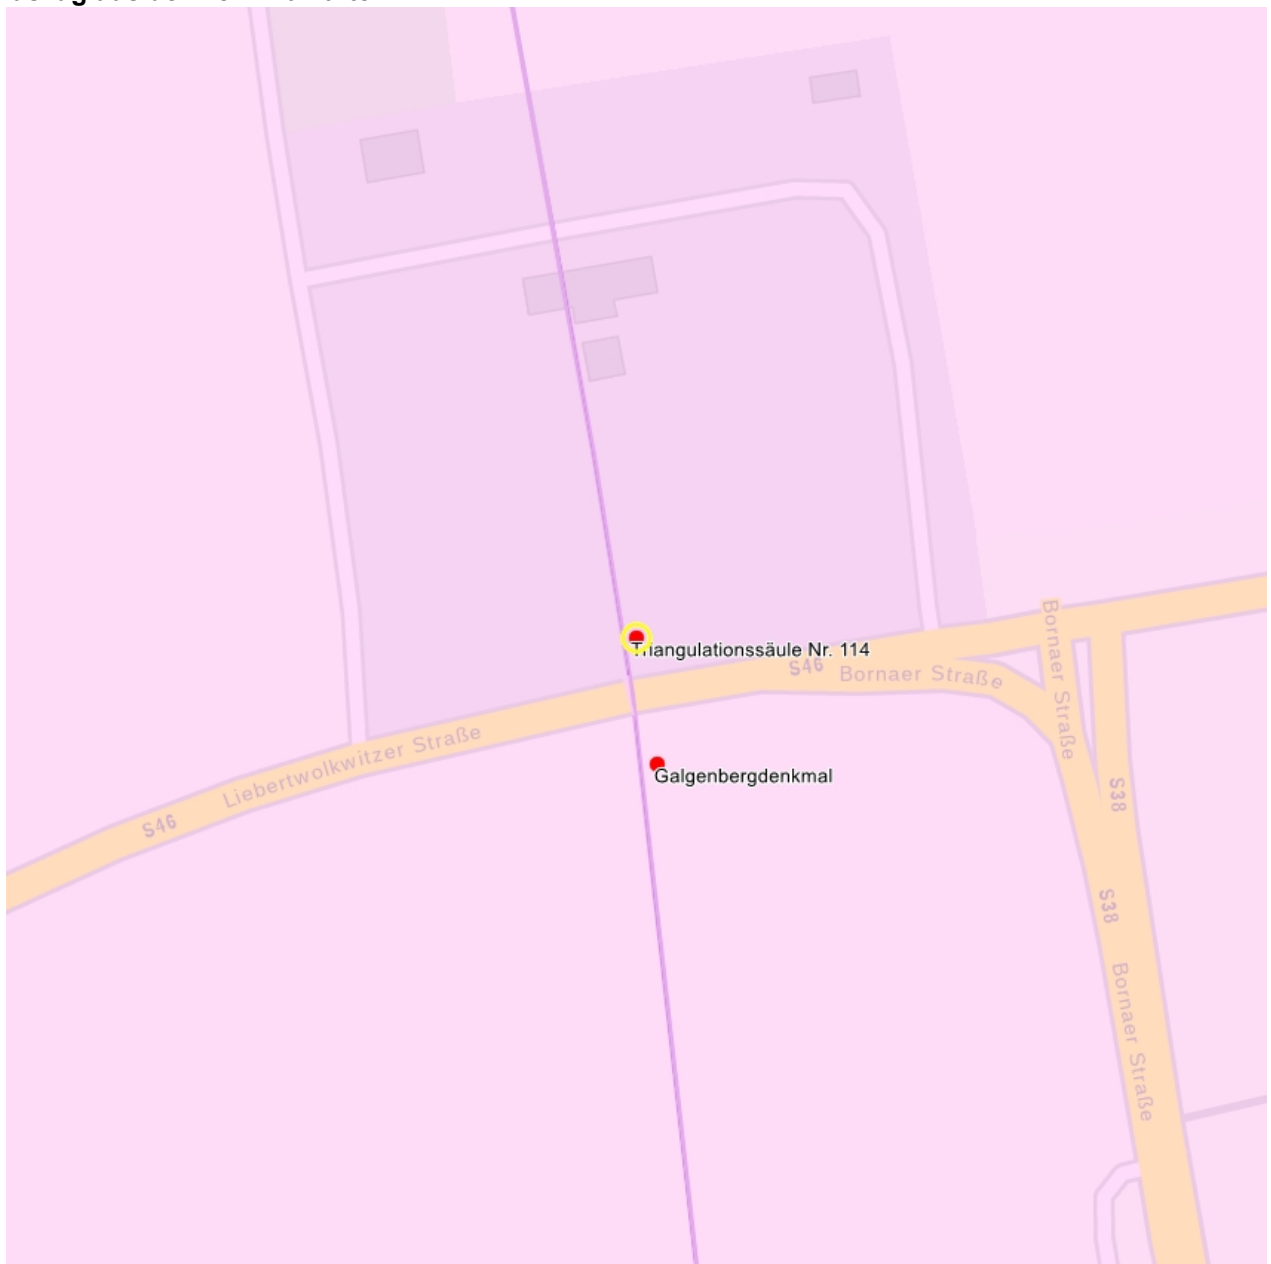 Triangulationssäule Nr. 114
S46
Bornaer Straße
Bornaer Straße
Liebertwolkwitzer Straße
S46
Galgenbergdenkmal
S38
S38
Bornaer Straße